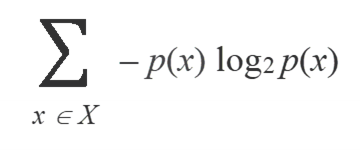 ∑ − p(x) log₂ p(x)
x ∈ X